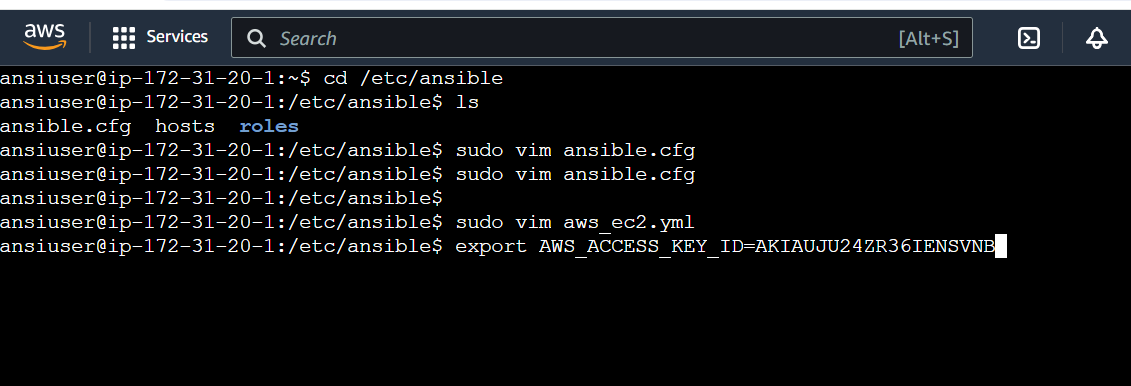 aws Services Search [Alt+S]
ansiuser@ip-172-31-20-1:~$ cd /etc/ansible
ansiuser@ip-172-31-20-1:/etc/ansible$ ls
ansible.cfg  hosts  roles
ansiuser@ip-172-31-20-1:/etc/ansible$ sudo vim ansible.cfg
ansiuser@ip-172-31-20-1:/etc/ansible$ sudo vim ansible.cfg
ansiuser@ip-172-31-20-1:/etc/ansible$
ansiuser@ip-172-31-20-1:/etc/ansible$ sudo vim aws_ec2.yml
ansiuser@ip-172-31-20-1:/etc/ansible$ export AWS_ACCESS_KEY_ID=AKIAUJU24ZR36IENSVNB